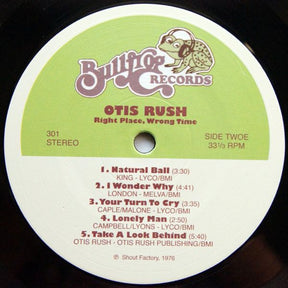 Bullfrog
RECORDS
OTIS RUSH
Right Place, Wrong Time
301
STEREO
SIDE TWOE
33⅓ RPM
1. Natural Ball (3:30)
KING - LYCO/BMI
2. I Wonder Why (4:41)
LONDON - MELVA/BMI
3. Your Turn To Cry (3:35)
CAPLE/MALONE - LYCO/BMI
4. Lonely Man (2:50)
CAMPBELL/LYONS - LYCO/BMI
5. Take A Look Behind (5:40)
OTIS RUSH - OTIS RUSH PUBLISHING/BMI
℗ Shout Factory, 1976